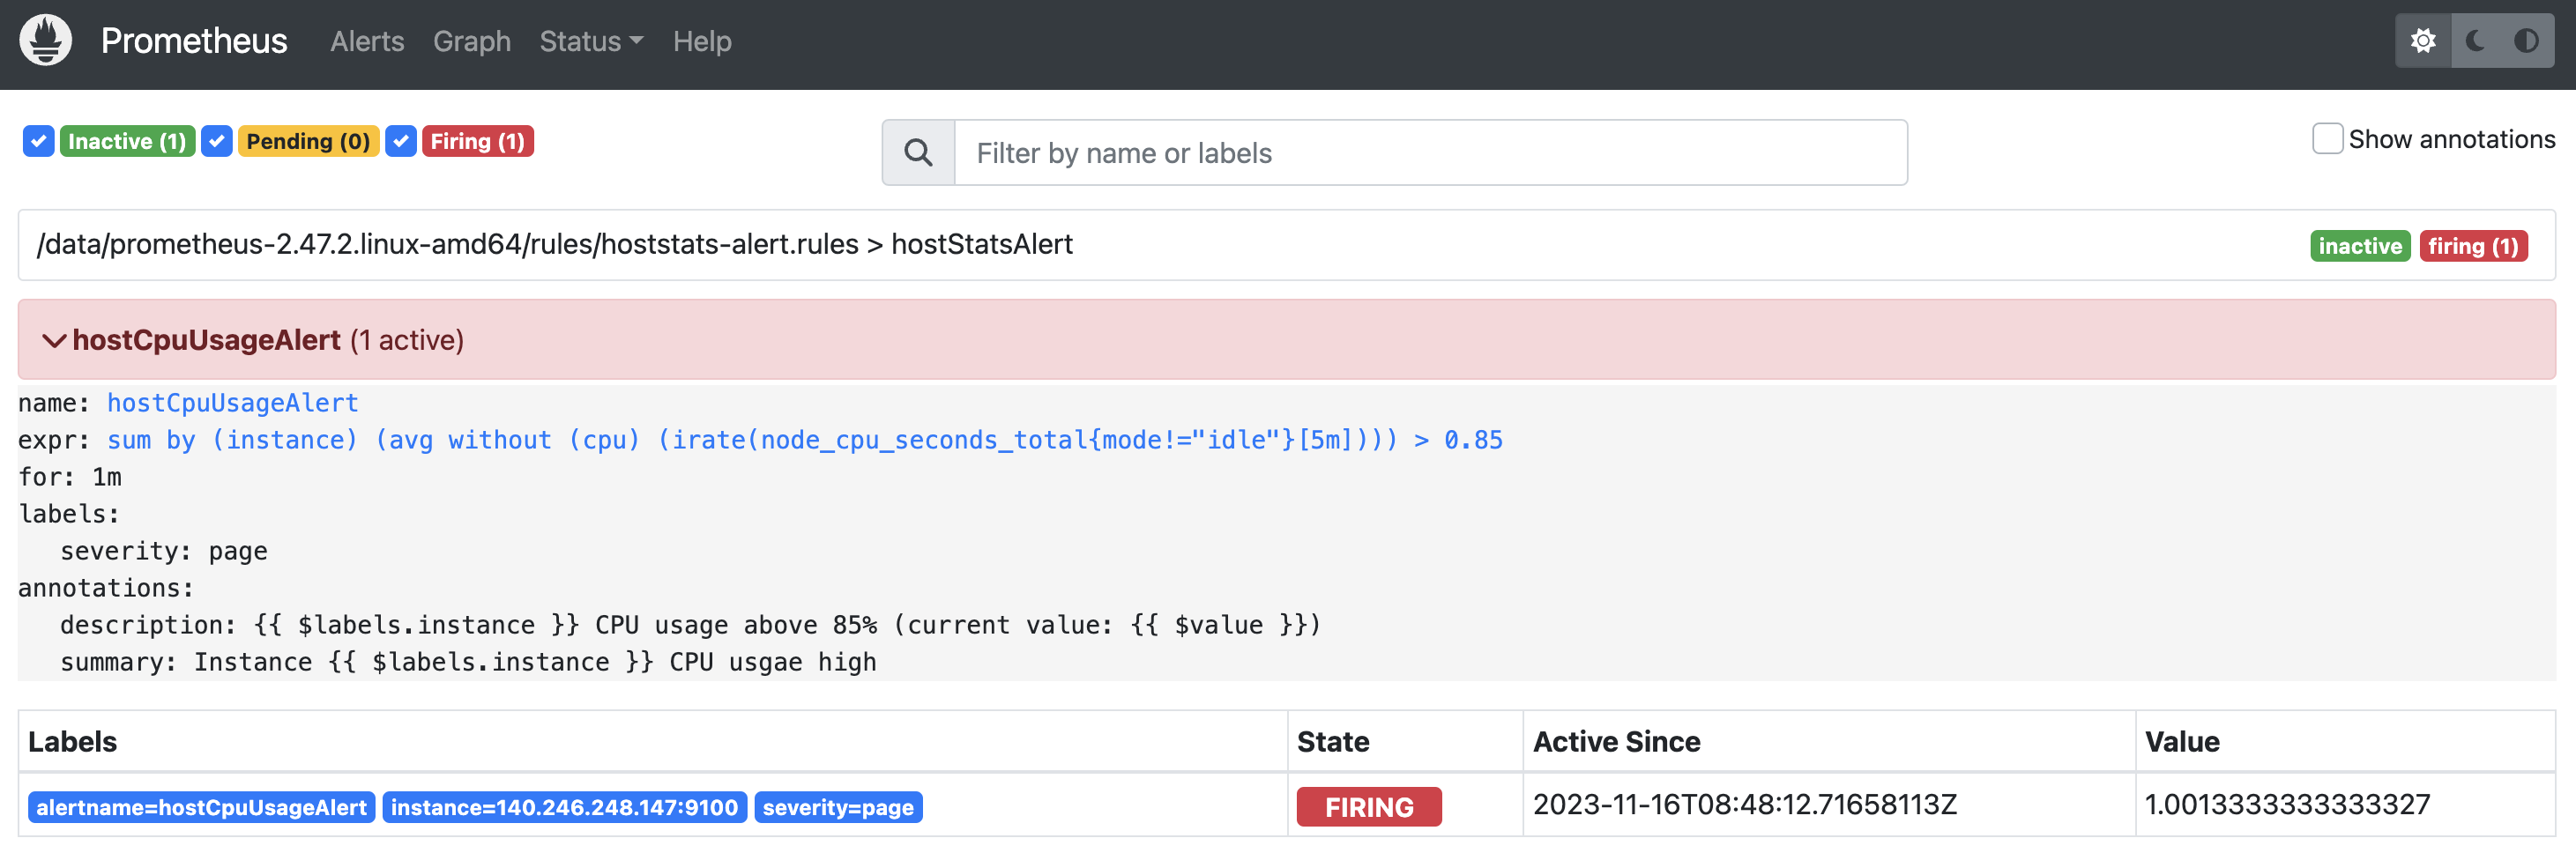 Prometheus Alerts Graph Status Help
Inactive (1) Pending (0) Firing (1) Filter by name or labels Show annotations
/data/prometheus-2.47.2.linux-amd64/rules/hoststats-alert.rules > hostStatsAlert inactive firing (1)
hostCpuUsageAlert (1 active)
name: hostCpuUsageAlert
expr: sum by (instance) (avg without (cpu) (irate(node_cpu_seconds_total{mode!="idle"}[5m]))) > 0.85
for: 1m
labels:
severity: page
annotations:
description: {{ $labels.instance }} CPU usage above 85% (current value: {{ $value }})
summary: Instance {{ $labels.instance }} CPU usgae high
Labels State Active Since Value
alertname=hostCpuUsageAlert instance=140.246.248.147:9100 severity=page FIRING 2023-11-16T08:48:12.71658113Z 1.0013333333333327